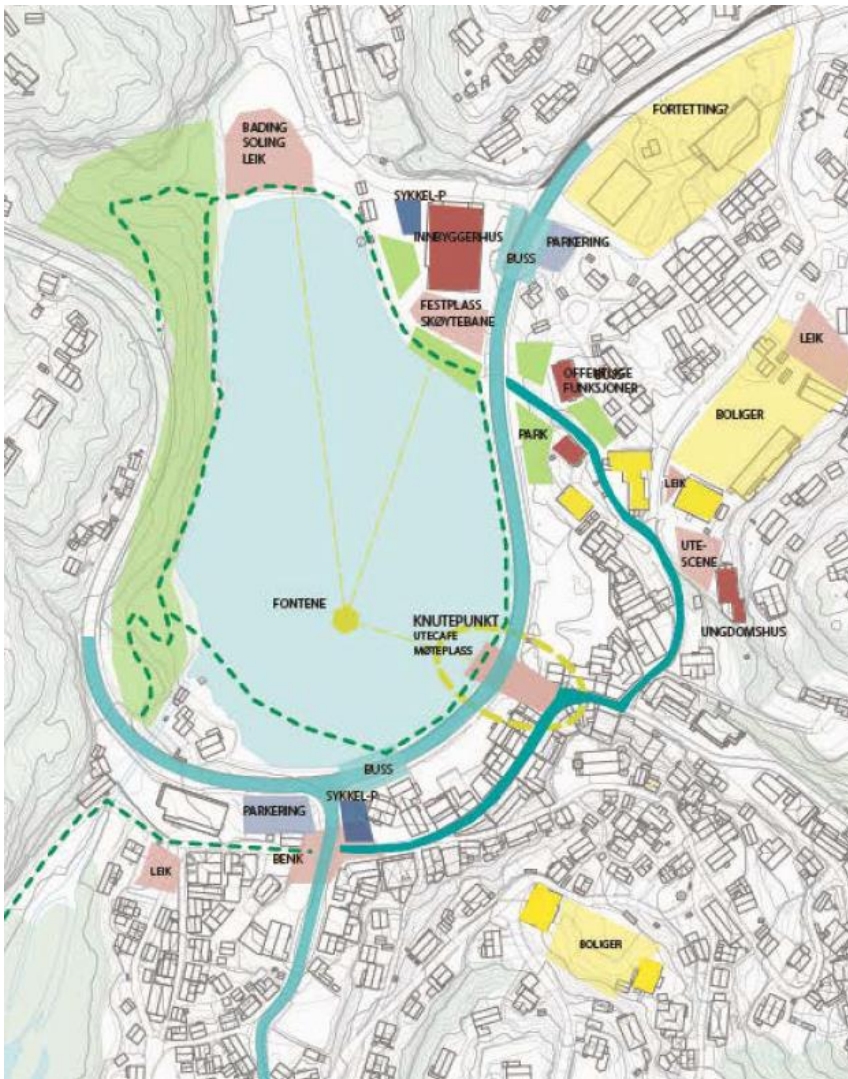 FORTETTING?
BADING
SOLING
LEIK
SYKKEL-P
INNBYGGERHUS
BUSS
PARKERING
FESTPLASS
SKØYTEBANE
LEIK
OFFENTLIGE
FUNKSJONER
BOLIGER
PARK
LEIK
UTE-
SCENE
FONTENE
KNUTEPUNKT
UTECAFE
MØTEPLASS
UNGDOMSHUS
BUSS
SYKKEL-P
PARKERING
BENK
LEIK
BOLIGER